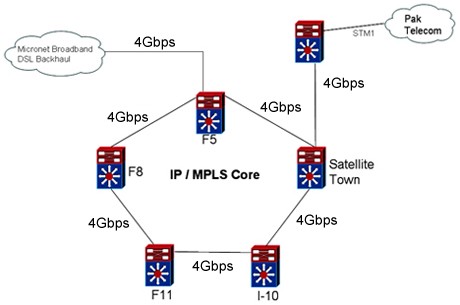 Pak
Telecom
STM1
Micronet Broadband
DSL Backhaul
4Gbps
4Gbps
4Gbps
4Gbps
F5
F8
IP / MPLS Core
Satellite
Town
4Gbps
4Gbps
4Gbps
F11
I-10